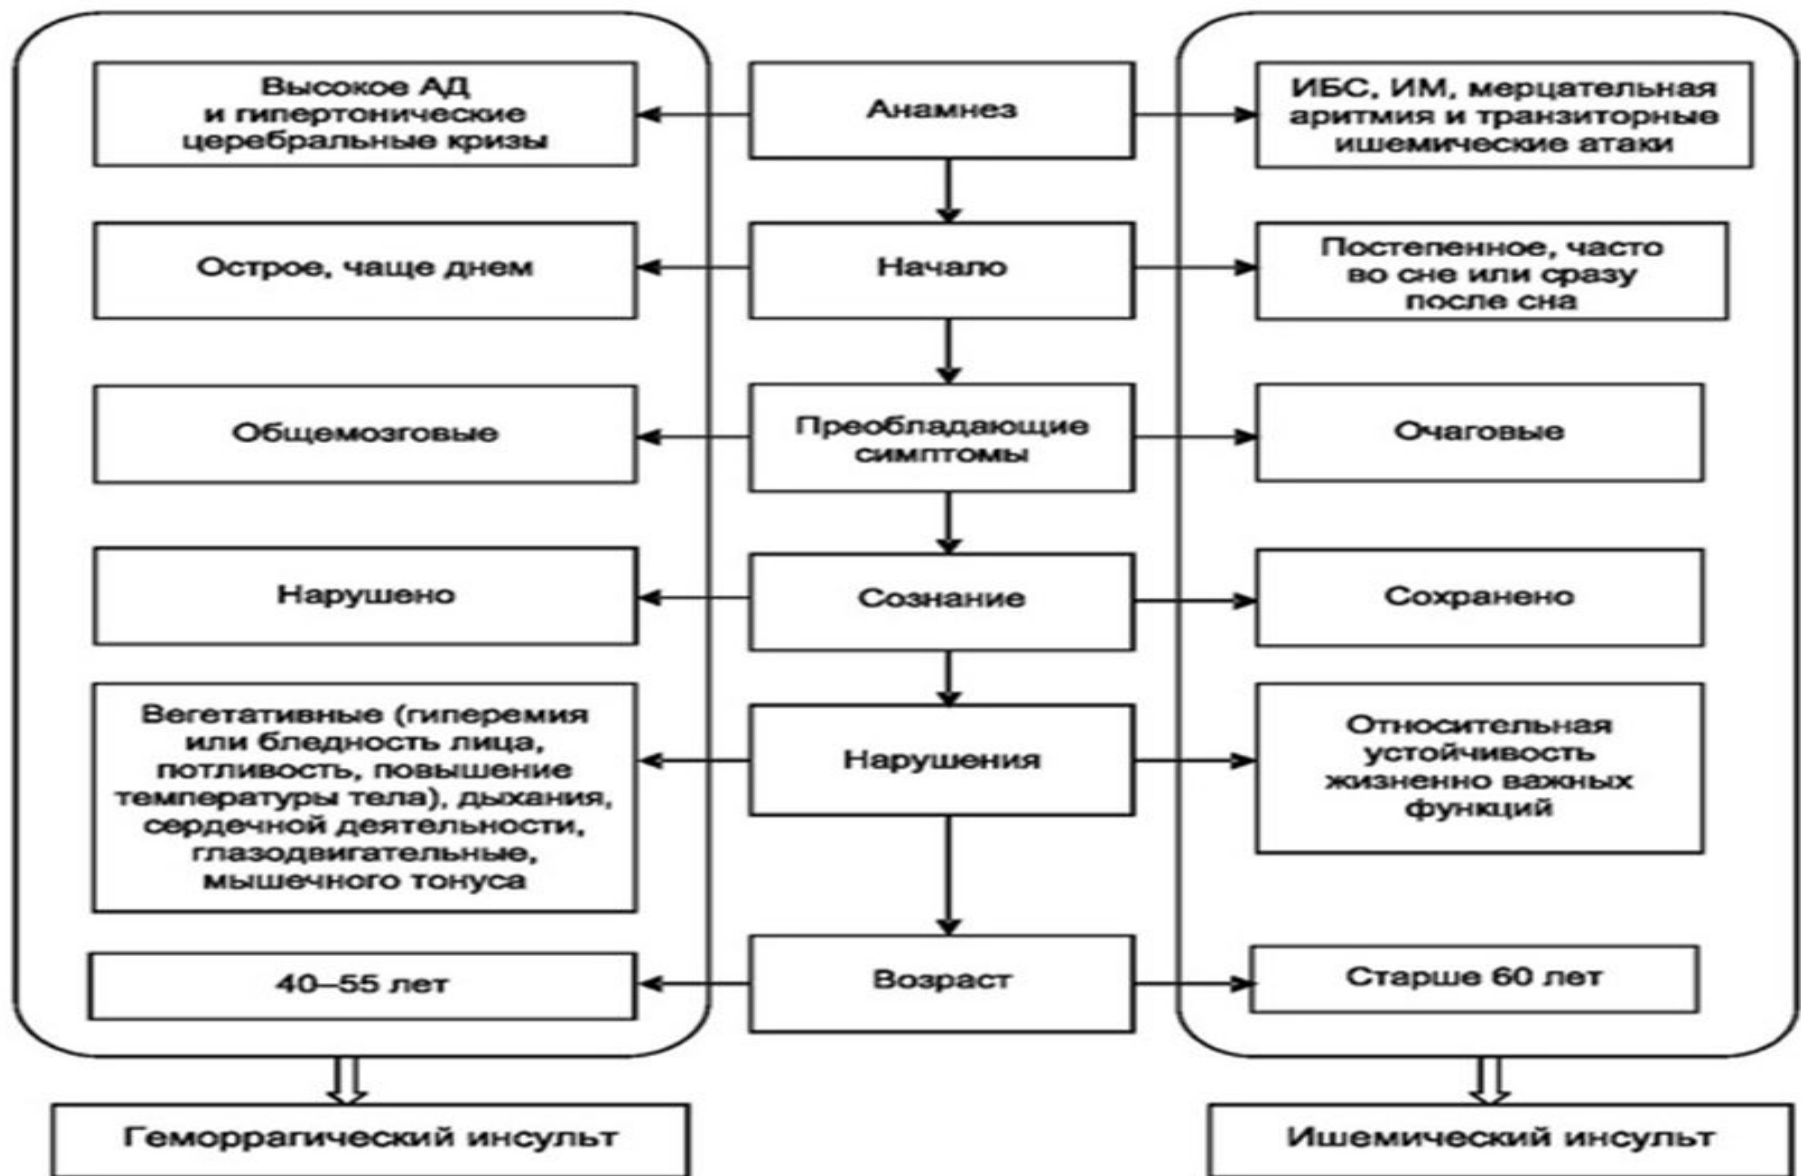 Высокое АД
и гипертонические
церебральные кризы
Анамнез
ИБС, ИМ, мерцательная
аритмия и транзиторные
ишемические атаки
Острое, чаще днем
Начало
Постепенное, часто
во сне или сразу
после сна
Общемозговые
Преобладающие
симптомы
Очаговые
Нарушено
Сознание
Сохранено
Вегетативные (гиперемия
или бледность лица,
потливость, повышение
температуры тела), дыхания,
сердечной деятельности,
глазодвигательные,
мышечного тонуса
Нарушения
Относительная
устойчивость
жизненно важных
функций
40–55 лет
Возраст
Старше 60 лет
Геморрагический инсульт
Ишемический инсульт